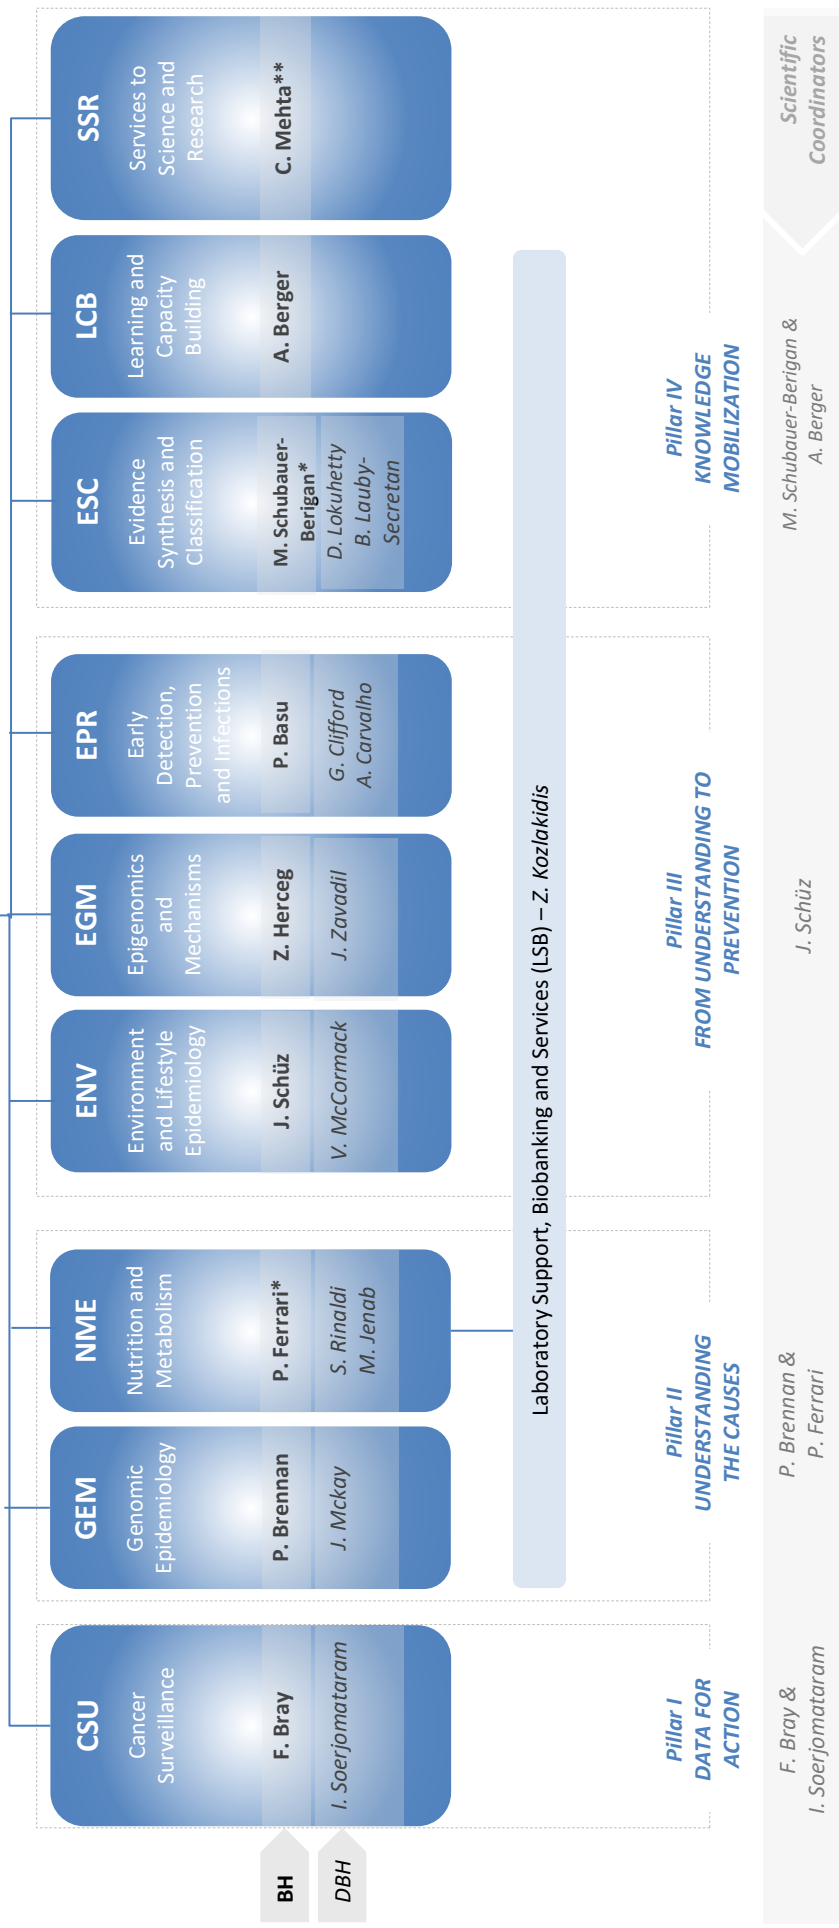 CSU
Cancer
Surveillance
F. Bray
I. Soerjomataram
GEM
Genomic
Epidemiology
P. Brennan
J. Mckay
NME
Nutrition and
Metabolism
P. Ferrari*
S. Rinaldi
M. Jenab
ENV
Environment
and Lifestyle
Epidemiology
J. Schüz
V. McCormack
EGM
Epigenomics
and
Mechanisms
Z. Herceg
J. Zavadil
EPR
Early
Detection,
Prevention
and Infections
P. Basu
G. Clifford
A. Carvalho
ESC
Evidence
Synthesis and
Classification
M. Schubauer-
Berigan*
D. Lokuhetty
B. Lauby-
Secretan
LCB
Learning and
Capacity
Building
A. Berger
SSR
Services to
Science and
Research
C. Mehta**
BH
DBH
Laboratory Support, Biobanking and Services (LSB) – Z. Kozlakidis
Pillar I
DATA FOR
ACTION
Pillar II
UNDERSTANDING
THE CAUSES
Pillar III
FROM UNDERSTANDING TO
PREVENTION
Pillar IV
KNOWLEDGE
MOBILIZATION
F. Bray &
I. Soerjomataram
P. Brennan &
P. Ferrari
J. Schüz
M. Schubauer-Berigan &
A. Berger
Scientific
Coordinators